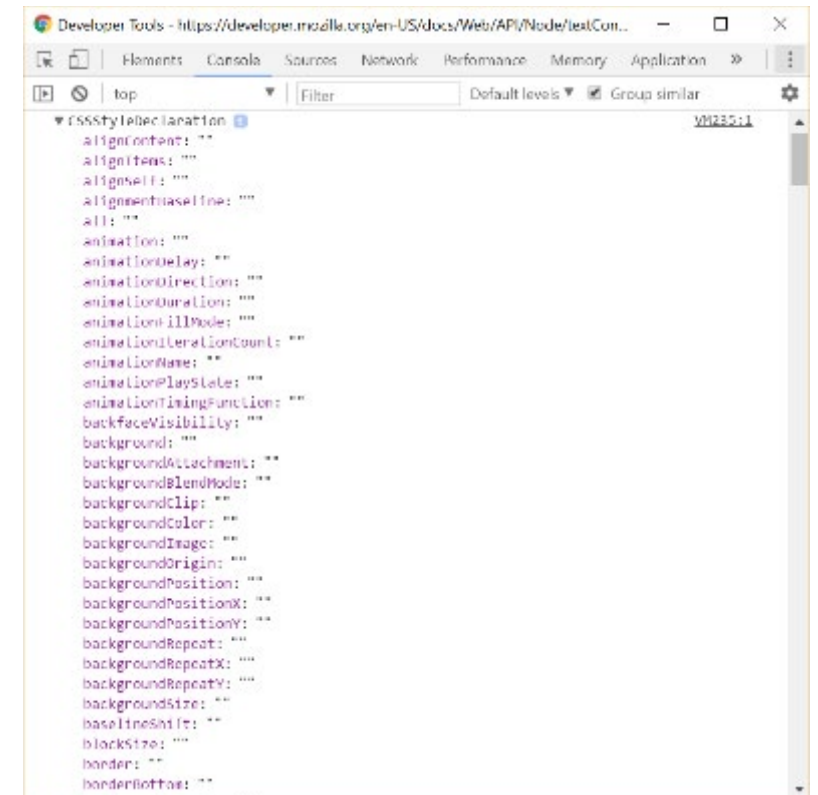 Developer Tools - https://developer.mozilla.org/en-US/docs/Web/API/Node/textCon...
Elements Console Sources Network Performance Memory Application »
top ▼ Filter Default levels ▼ Group similar
▼ CSSStyleDeclaration VM235:1
alignContent: ""
alignItems: ""
alignSelf: ""
alignmentBaseline: ""
all: ""
animation: ""
animationDelay: ""
animationDirection: ""
animationDuration: ""
animationFillMode: ""
animationIterationCount: ""
animationName: ""
animationPlayState: ""
animationTimingFunction: ""
backfaceVisibility: ""
background: ""
backgroundAttachment: ""
backgroundBlendMode: ""
backgroundClip: ""
backgroundColor: ""
backgroundImage: ""
backgroundOrigin: ""
backgroundPosition: ""
backgroundPositionX: ""
backgroundPositionY: ""
backgroundRepeat: ""
backgroundRepeatX: ""
backgroundRepeatY: ""
backgroundSize: ""
baselineShift: ""
blockSize: ""
border: ""
borderBottom: ""